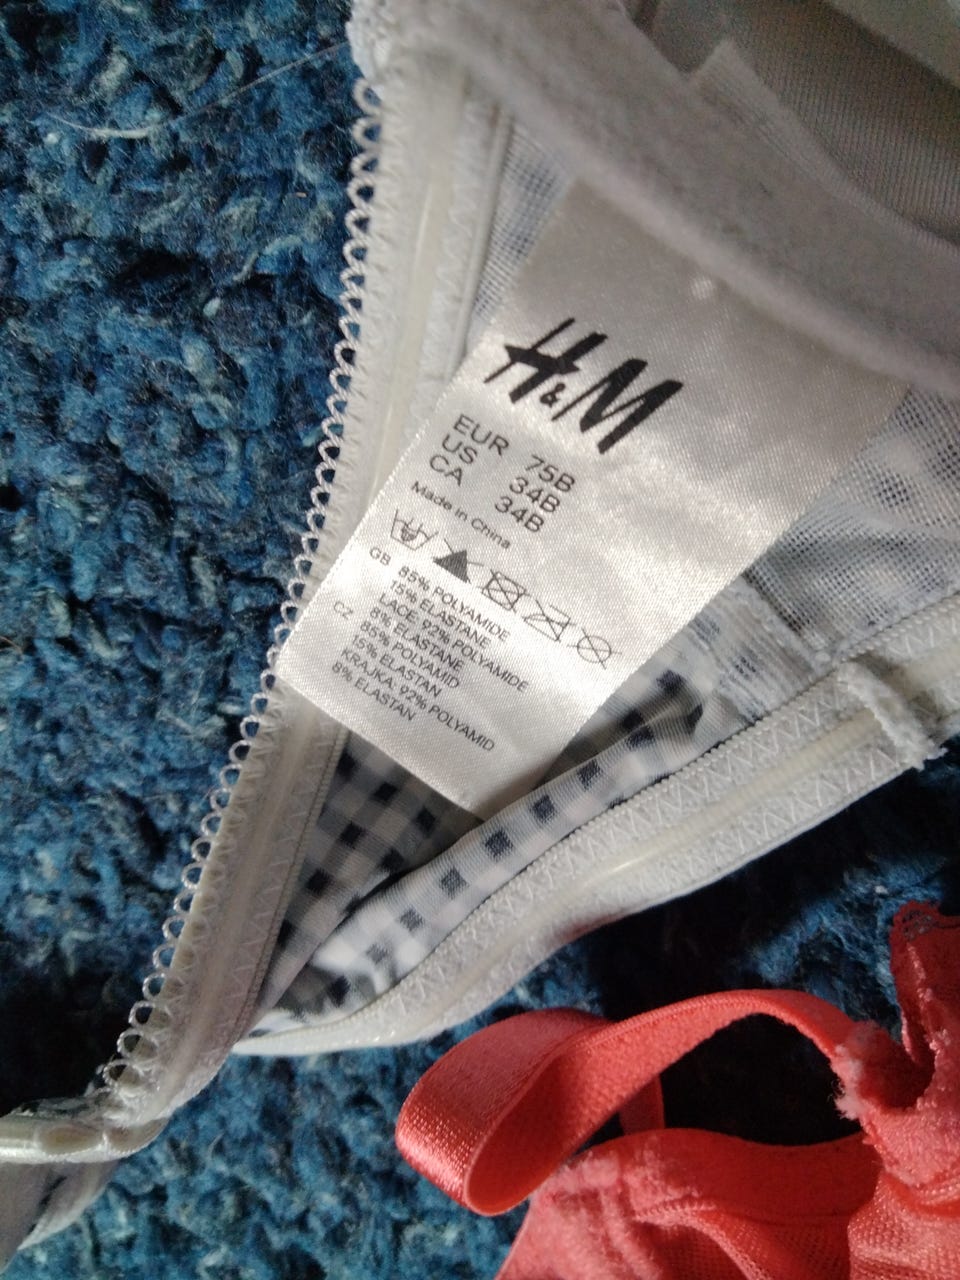 H&M
EUR 75B
US 34B
CA 34B
Made in China
GB 85% POLYAMIDE
15% ELASTANE
LACE: 92% POLYAMIDE
8% ELASTANE
CZ 85% POLYAMID
15% ELASTAN
KRAJKA: 92% POLYAMID
8% ELASTAN